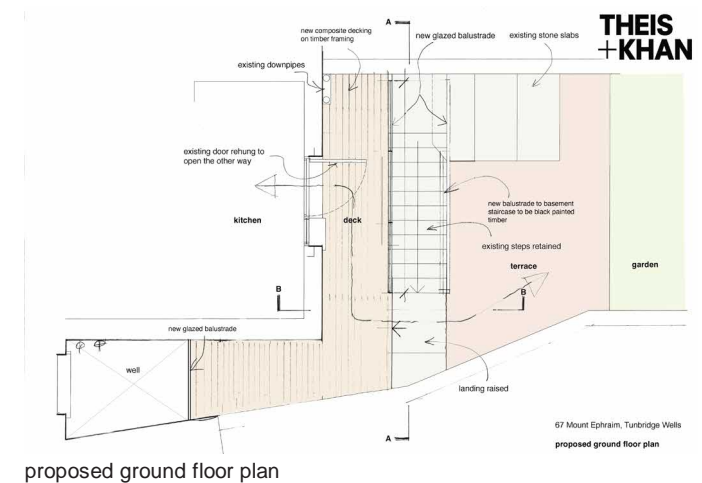 THEIS
+KHAN
A
new composite decking
on timber framing
new glazed balustrade
existing stone slabs
existing downpipes
existing door rehung to
open the other way
kitchen
deck
new balustrade to basement
staircase to be black painted
timber
existing steps retained
terrace
garden
B
B
new glazed balustrade
well
landing raised
A
67 Mount Ephraim, Tunbridge Wells
proposed ground floor plan
proposed ground floor plan